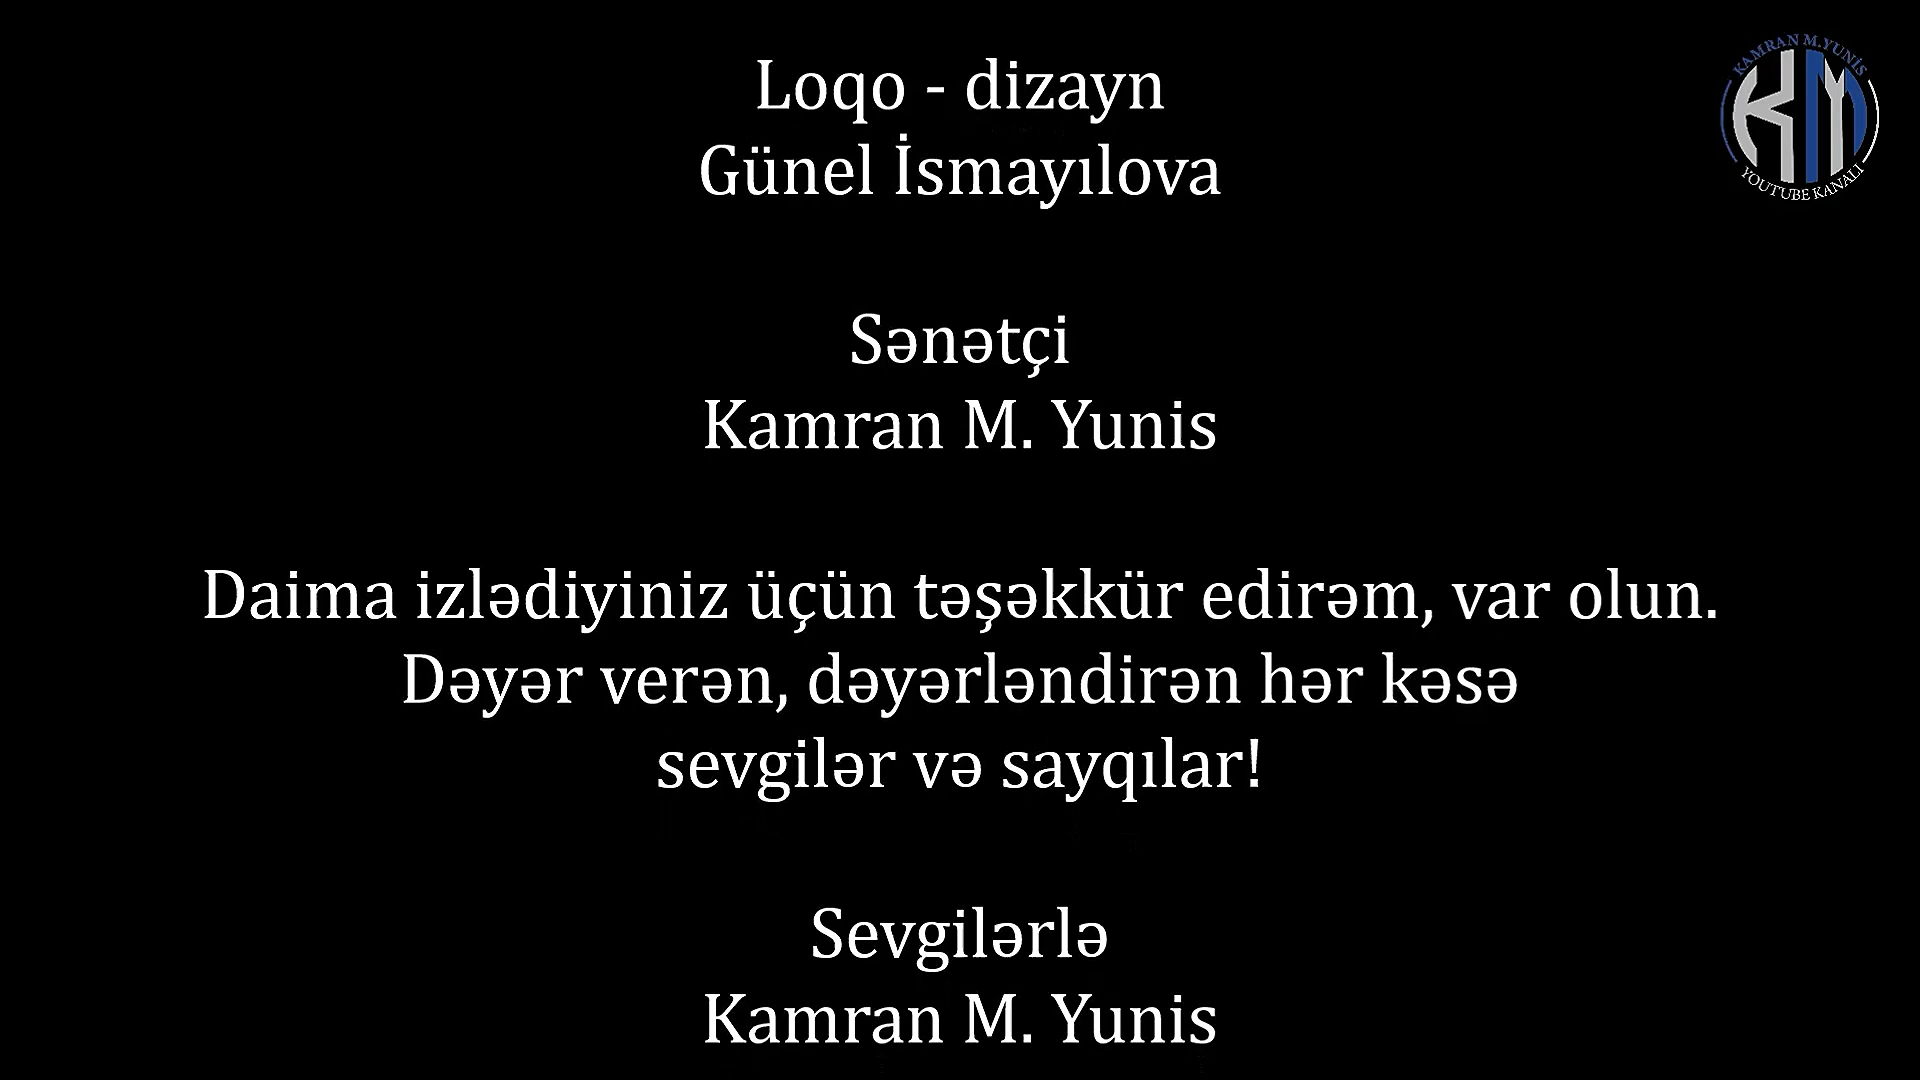 Loqo - dizayn
Günel İsmayılova
Sənətçi
Kamran M. Yunis
Daima izlədiyiniz üçün təşəkkür edirəm, var olun.
Dəyər verən, dəyərləndirən hər kəsə
sevgilər və sayqılar!
Sevgilərlə
Kamran M. Yunis
KAMRAN M.YUNİS
KM
YOUTUBE KANALI